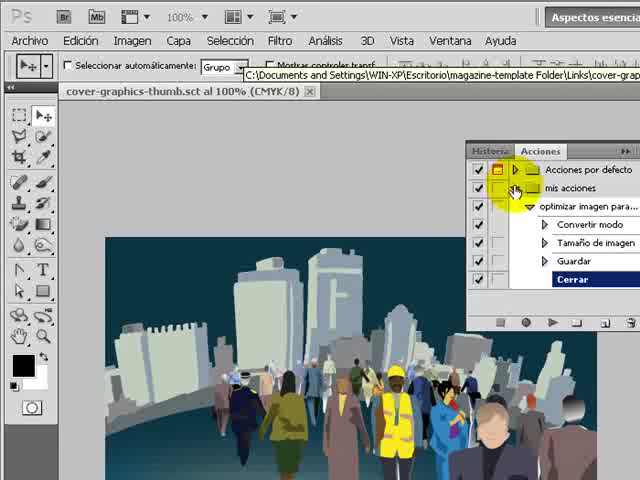 Ps Br Mb 100% Aspectos esencia
Archivo Edición Imagen Capa Selección Filtro Análisis 3D Vista Ventana Ayuda
Seleccionar automáticamente: Grupo Mostrar controles transf.
C:\Documents and Settings\WIN-XP\Escritorio\magazine-template Folder\Links\cover-grap
cover-graphics-thumb.sct al 100% (CMYK/8)
Historia Acciones
Acciones por defecto
mis acciones
optimizar imagen para...
Convertir modo
Tamaño de imagen
Guardar
Cerrar
T